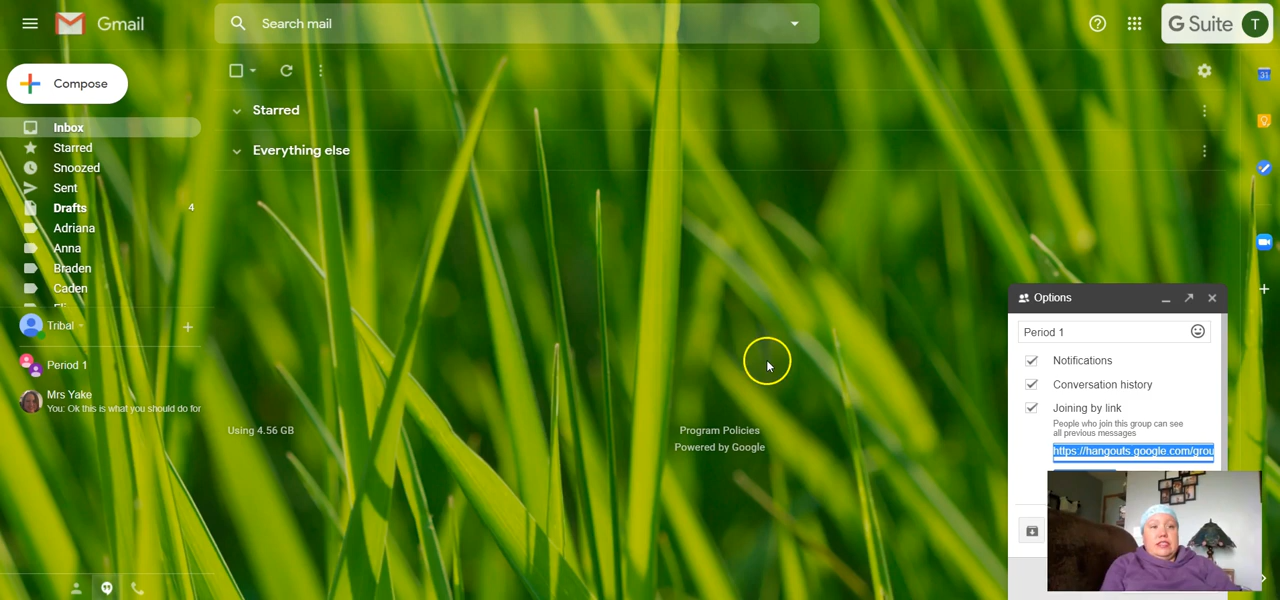 Gmail
Search mail
G Suite
T
Compose
Starred
Everything else
Inbox
Starred
Snoozed
Sent
Drafts 4
Adriana
Anna
Braden
Caden
Tribal
Period 1
Mrs Yake
You: Ok this is what you should do for
Using 4.56 GB
Program Policies
Powered by Google
31
Options
Period 1
Notifications
Conversation history
Joining by link
People who join this group can see
all previous messages
https://hangouts.google.com/grou